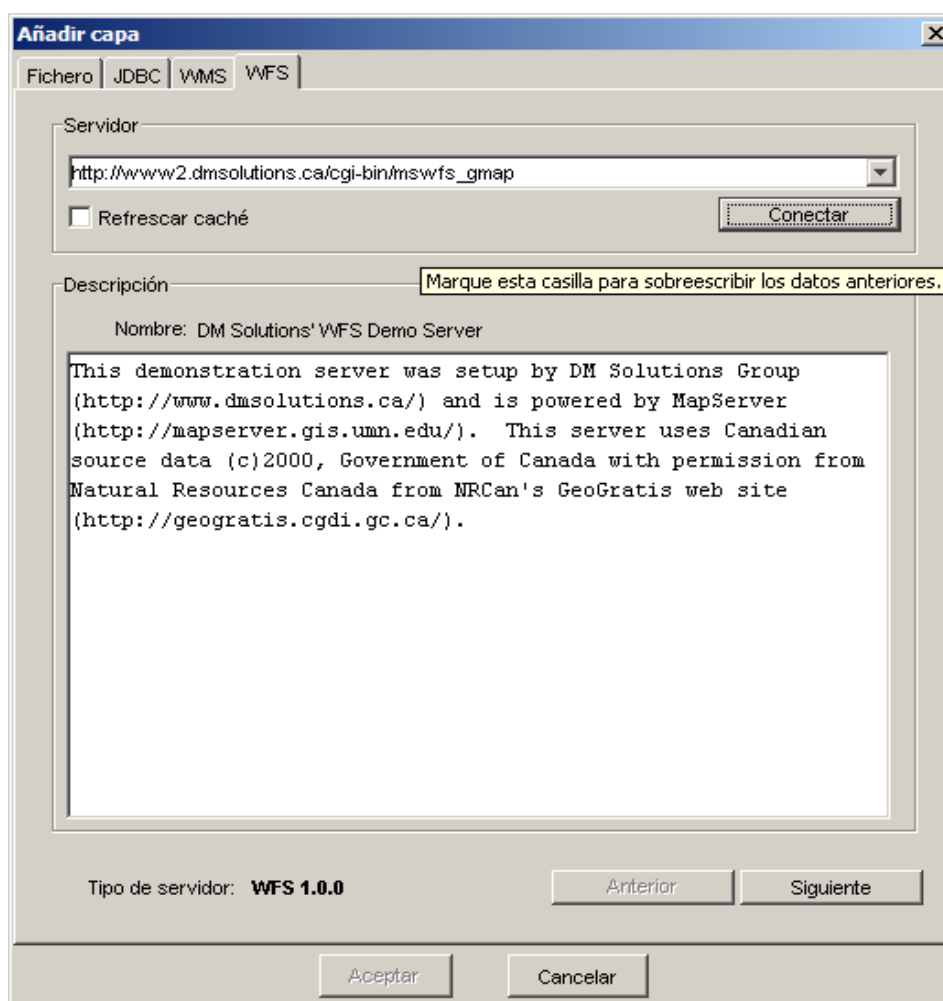 Añadir capa
Fichero JDBC WMS WFS
Servidor
http://www2.dmsolutions.ca/cgi-bin/mswfs_gmap
Refrescar caché
Conectar
Marque esta casilla para sobreescribir los datos anteriores.
Descripción
Nombre: DM Solutions' WFS Demo Server
This demonstration server was setup by DM Solutions Group
(http://www.dmsolutions.ca/) and is powered by MapServer
(http://mapserver.gis.umn.edu/).  This server uses Canadian
source data (c)2000, Government of Canada with permission from
Natural Resources Canada from NRCan's GeoGratis web site
(http://geogratis.cgdi.gc.ca/).
Tipo de servidor: WFS 1.0.0
Anterior
Siguiente
Aceptar
Cancelar